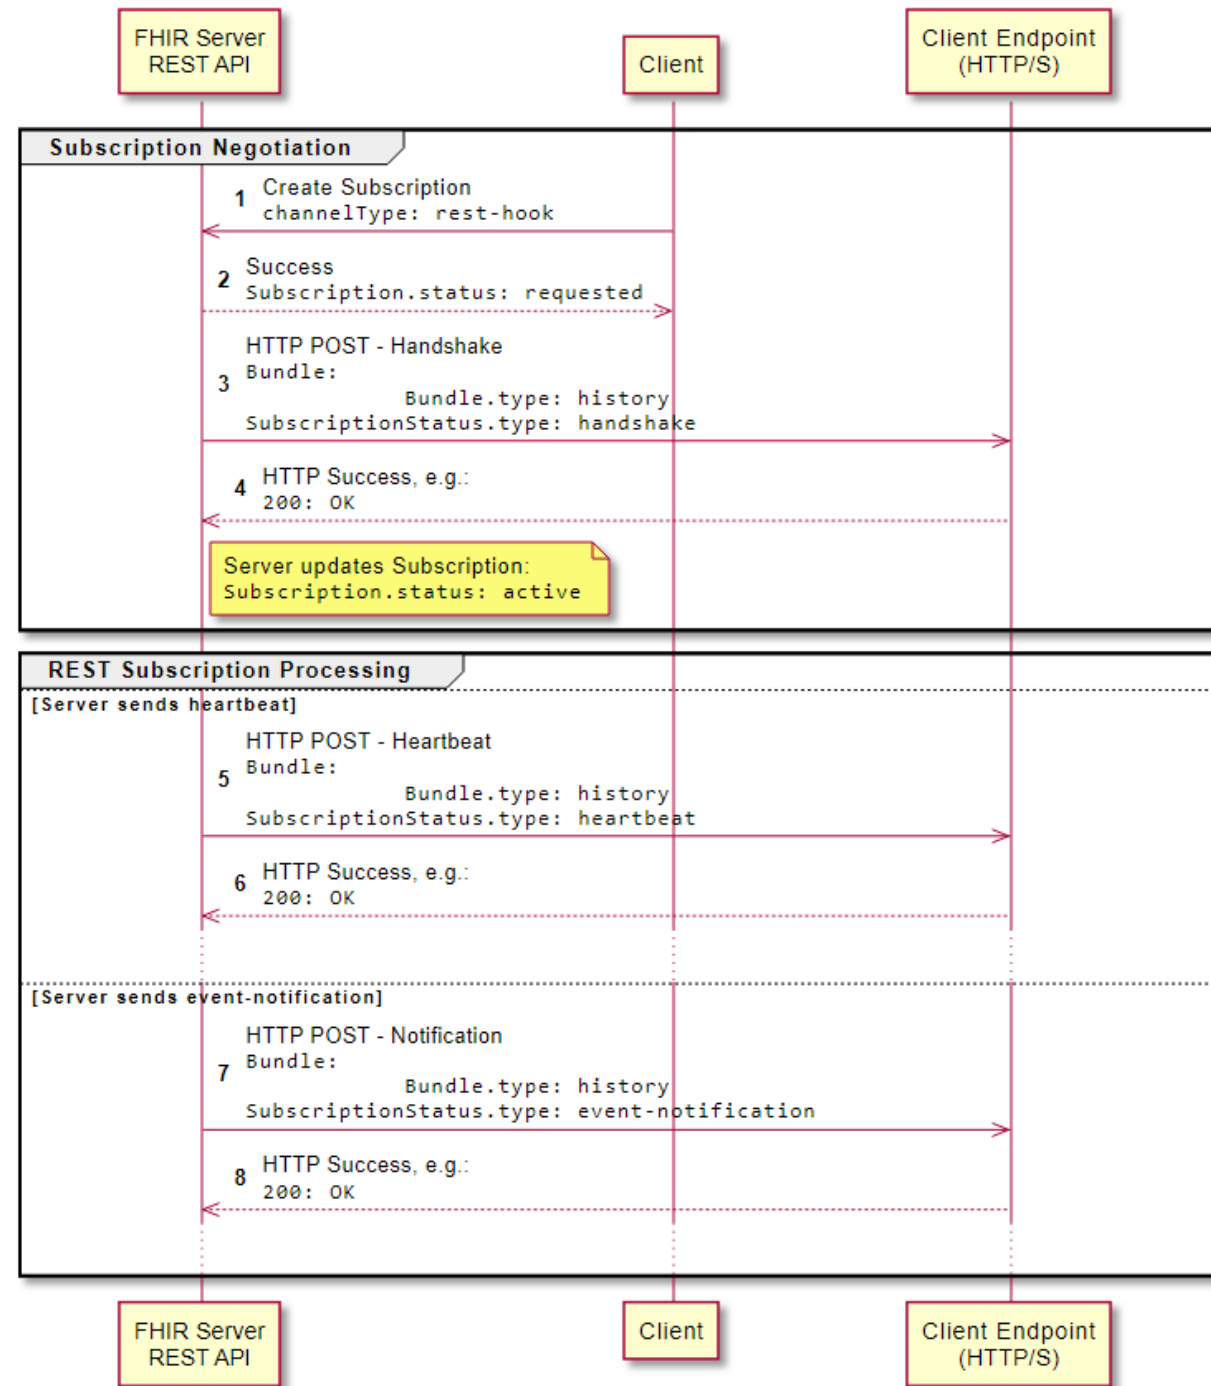 FHIR Server
REST API
Client
Client Endpoint
(HTTP/S)
Subscription Negotiation
1 Create Subscription
channelType: rest-hook
2 Success
Subscription.status: requested
HTTP POST - Handshake
3 Bundle:
Bundle.type: history
SubscriptionStatus.type: handshake
4 HTTP Success, e.g.:
200: OK
Server updates Subscription:
Subscription.status: active
REST Subscription Processing
[Server sends heartbeat]
HTTP POST - Heartbeat
5 Bundle:
Bundle.type: history
SubscriptionStatus.type: heartbeat
6 HTTP Success, e.g.:
200: OK
[Server sends event-notification]
HTTP POST - Notification
7 Bundle:
Bundle.type: history
SubscriptionStatus.type: event-notification
8 HTTP Success, e.g.:
200: OK
FHIR Server
REST API
Client
Client Endpoint
(HTTP/S)